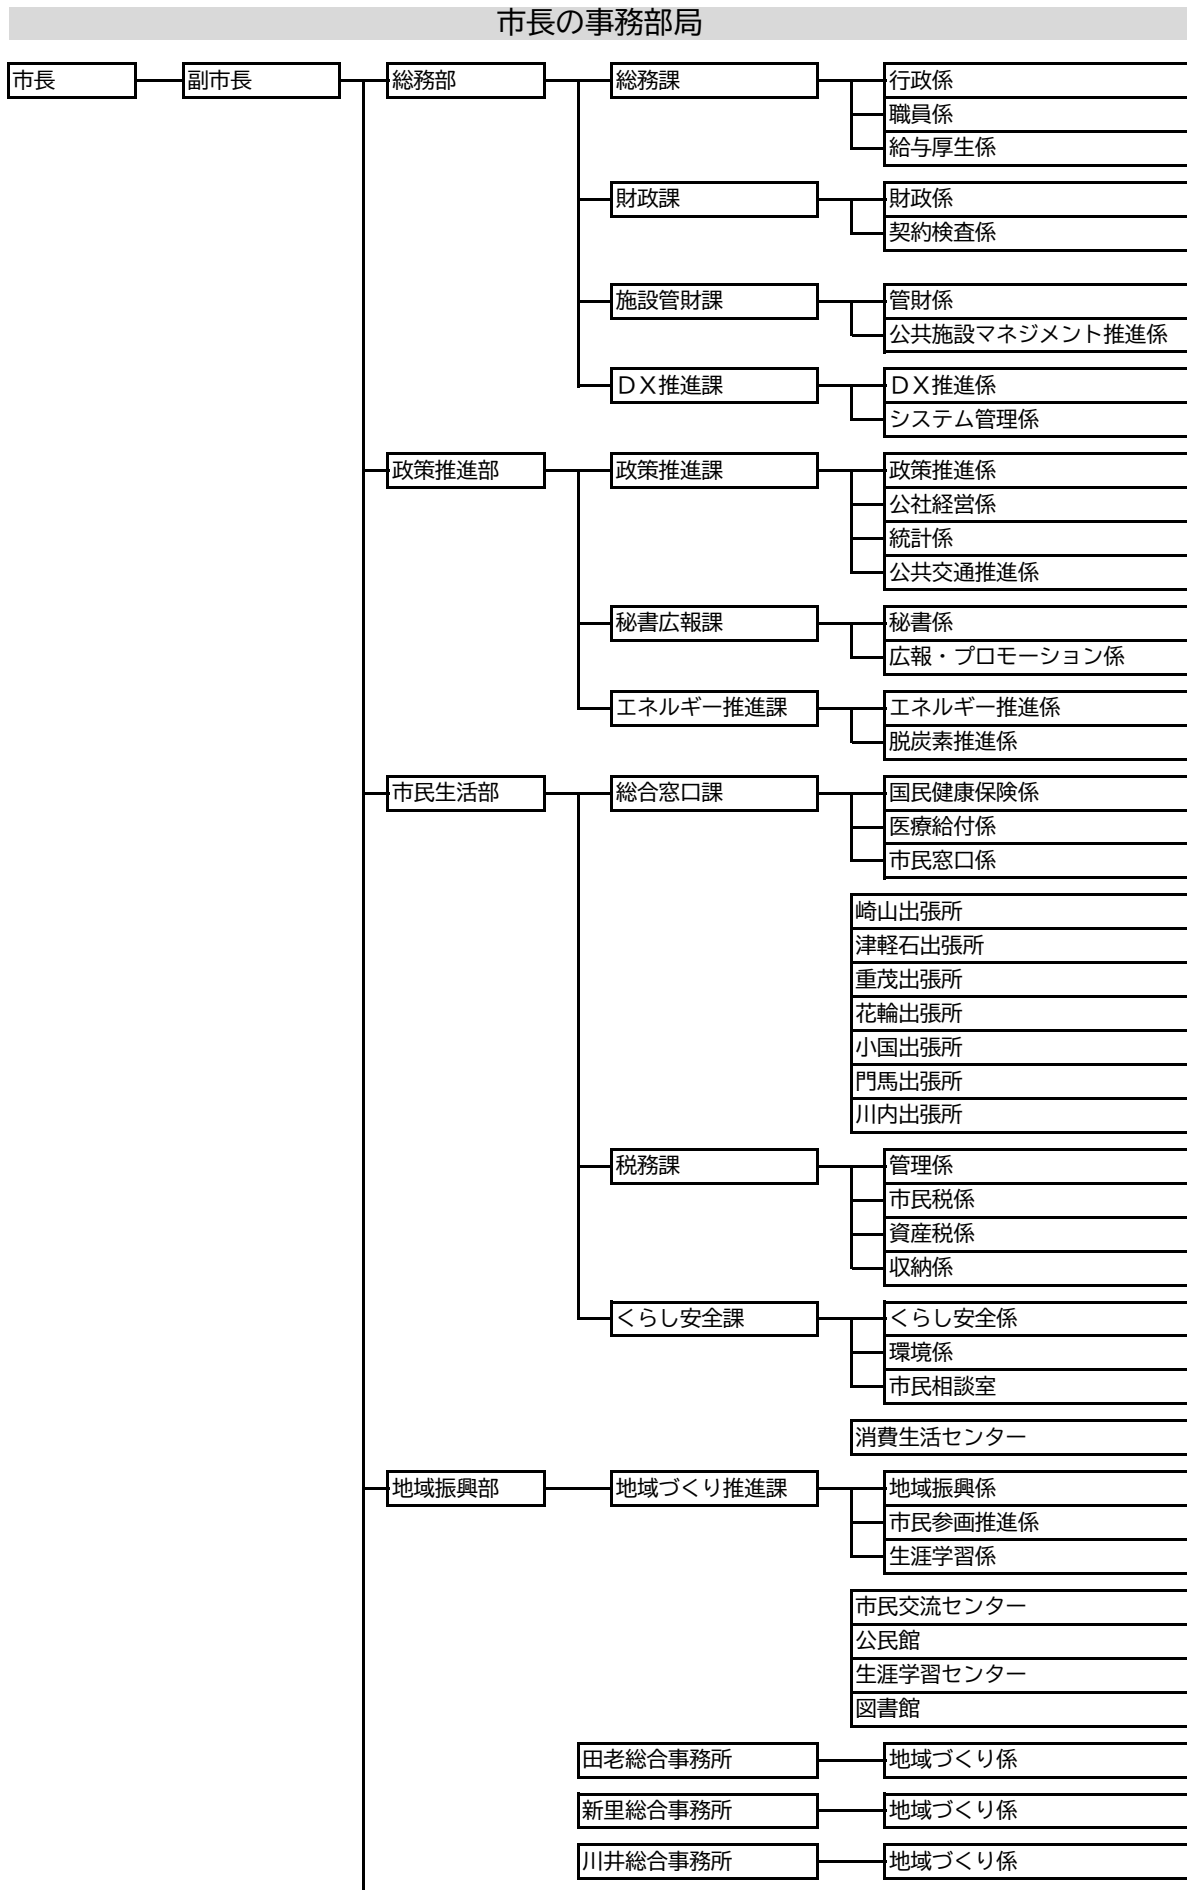 市長の事務部局
市長 副市長 総務部 総務課 行政係
職員係
給与厚生係
財政課 財政係
契約検査係
施設管財課 管財係
公共施設マネジメント推進係
ＤＸ推進課 ＤＸ推進係
システム管理係
政策推進部 政策推進課 政策推進係
公社経営係
統計係
公共交通推進係
秘書広報課 秘書係
広報・プロモーション係
エネルギー推進課 エネルギー推進係
脱炭素推進係
市民生活部 総合窓口課 国民健康保険係
医療給付係
市民窓口係
崎山出張所
津軽石出張所
重茂出張所
花輪出張所
小国出張所
門馬出張所
川内出張所
税務課 管理係
市民税係
資産税係
収納係
くらし安全課 くらし安全係
環境係
市民相談室
消費生活センター
地域振興部 地域づくり推進課 地域振興係
市民参画推進係
生涯学習係
市民交流センター
公民館
生涯学習センター
図書館
田老総合事務所 地域づくり係
新里総合事務所 地域づくり係
川井総合事務所 地域づくり係